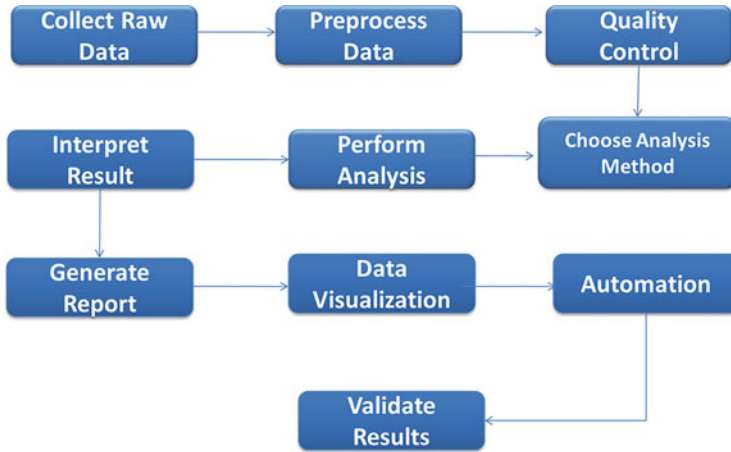 Collect Raw
Data
Preprocess
Data
Quality
Control
Interpret
Result
Perform
Analysis
Choose Analysis
Method
Generate
Report
Data
Visualization
Automation
Validate
Results